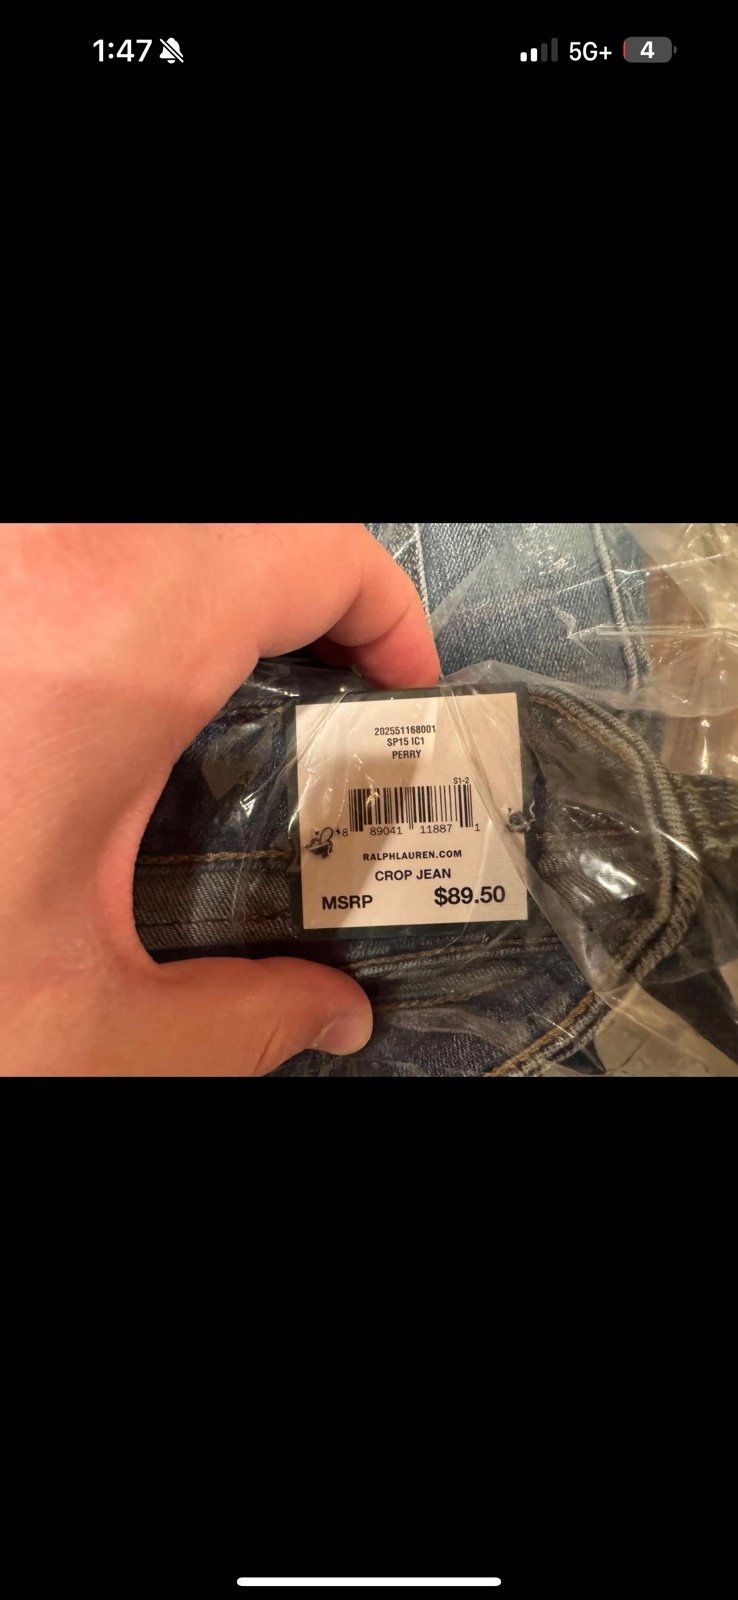 1:47 5G+ 4
202551168001
SP15 IC1
PERRY
S1-2
8 89041 11887 1
RALPHLAUREN.COM
CROP JEAN
MSRP $89.50